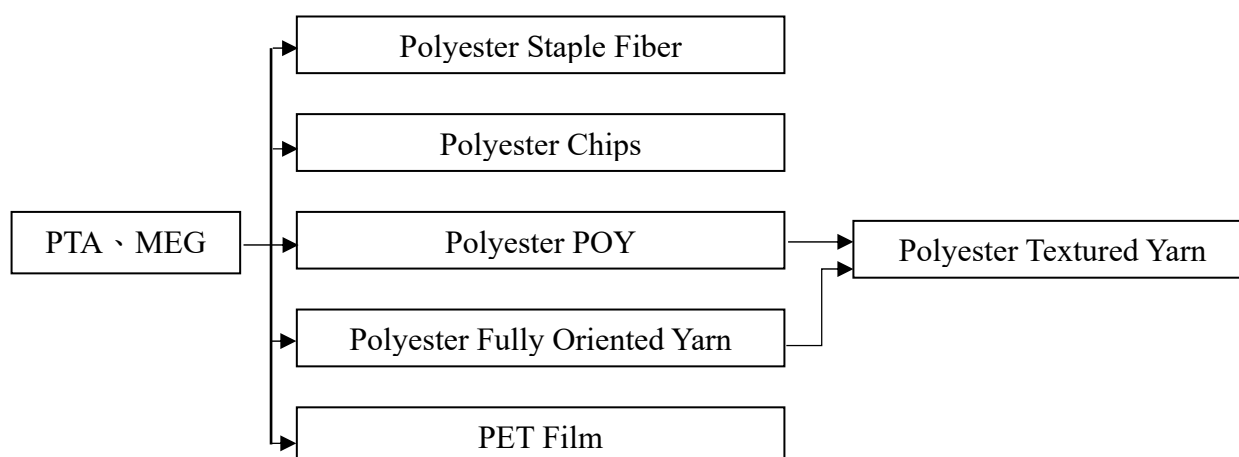 Polyester Staple Fiber
Polyester Chips
PTA、MEG
Polyester POY
Polyester Textured Yarn
Polyester Fully Oriented Yarn
PET Film